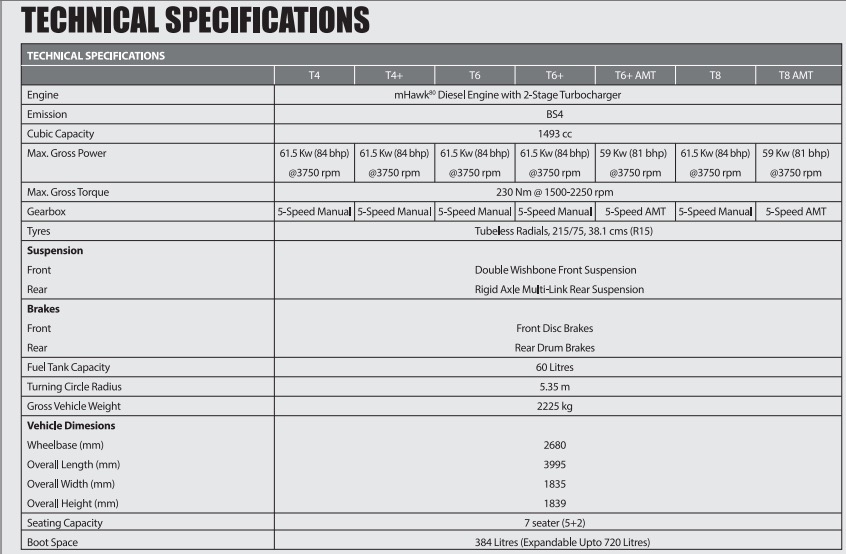 TECHNICAL SPECIFICATIONS
TECHNICAL SPECIFICATIONS
T4 T4+ T6 T6+ T6+ AMT T8 T8 AMT
Engine mHawk⁸⁰ Diesel Engine with 2-Stage Turbocharger
Emission BS4
Cubic Capacity 1493 cc
Max. Gross Power 61.5 Kw (84 bhp) 61.5 Kw (84 bhp) 61.5 Kw (84 bhp) 61.5 Kw (84 bhp) 59 Kw (81 bhp) 61.5 Kw (84 bhp) 59 Kw (81 bhp)
@3750 rpm @3750 rpm @3750 rpm @3750 rpm @3750 rpm @3750 rpm @3750 rpm
Max. Gross Torque 230 Nm @ 1500-2250 rpm
Gearbox 5-Speed Manual 5-Speed Manual 5-Speed Manual 5-Speed Manual 5-Speed AMT 5-Speed Manual 5-Speed AMT
Tyres Tubeless Radials, 215/75, 38.1 cms (R15)
Suspension
Front Double Wishbone Front Suspension
Rear Rigid Axle Multi-Link Rear Suspension
Brakes
Front Front Disc Brakes
Rear Rear Drum Brakes
Fuel Tank Capacity 60 Litres
Turning Circle Radius 5.35 m
Gross Vehicle Weight 2225 kg
Vehicle Dimesions
Wheelbase (mm) 2680
Overall Length (mm) 3995
Overall Width (mm) 1835
Overall Height (mm) 1839
Seating Capacity 7 seater (5+2)
Boot Space 384 Litres (Expandable Upto 720 Litres)